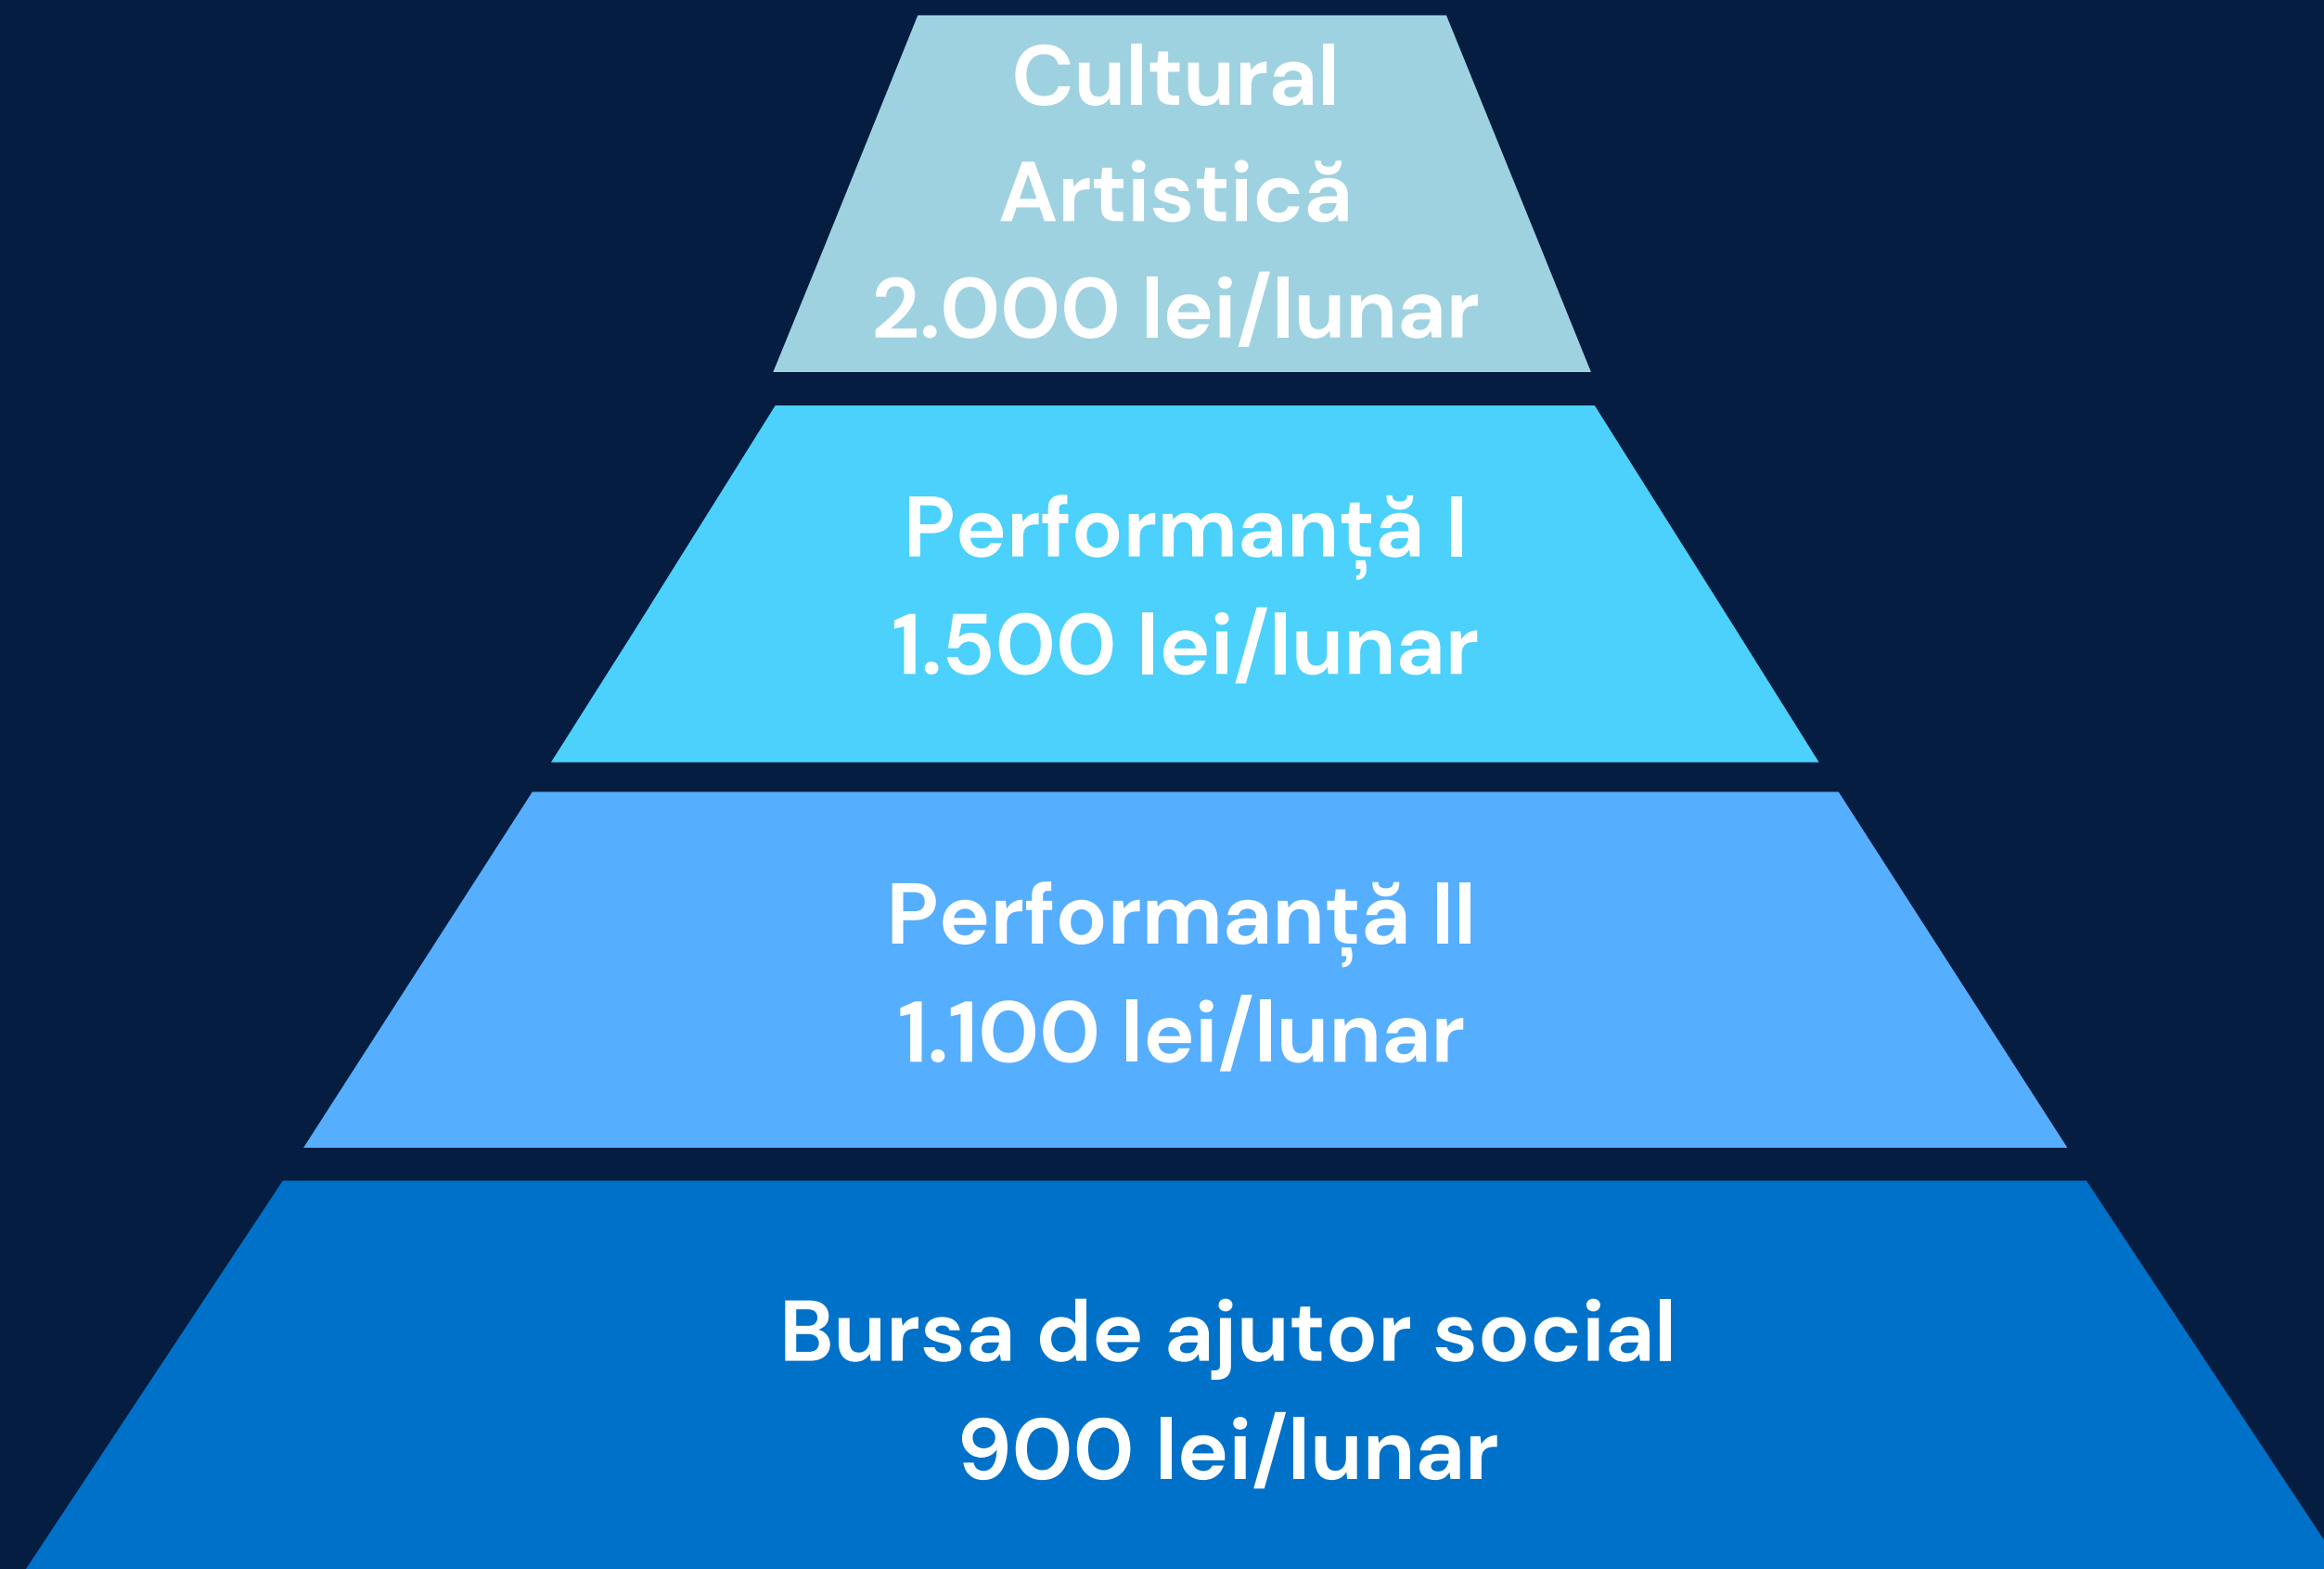 Cultural
Artistică
2.000 lei/lunar
Performanță I
1.500 lei/lunar
Performanță II
1.100 lei/lunar
Bursa de ajutor social
900 lei/lunar